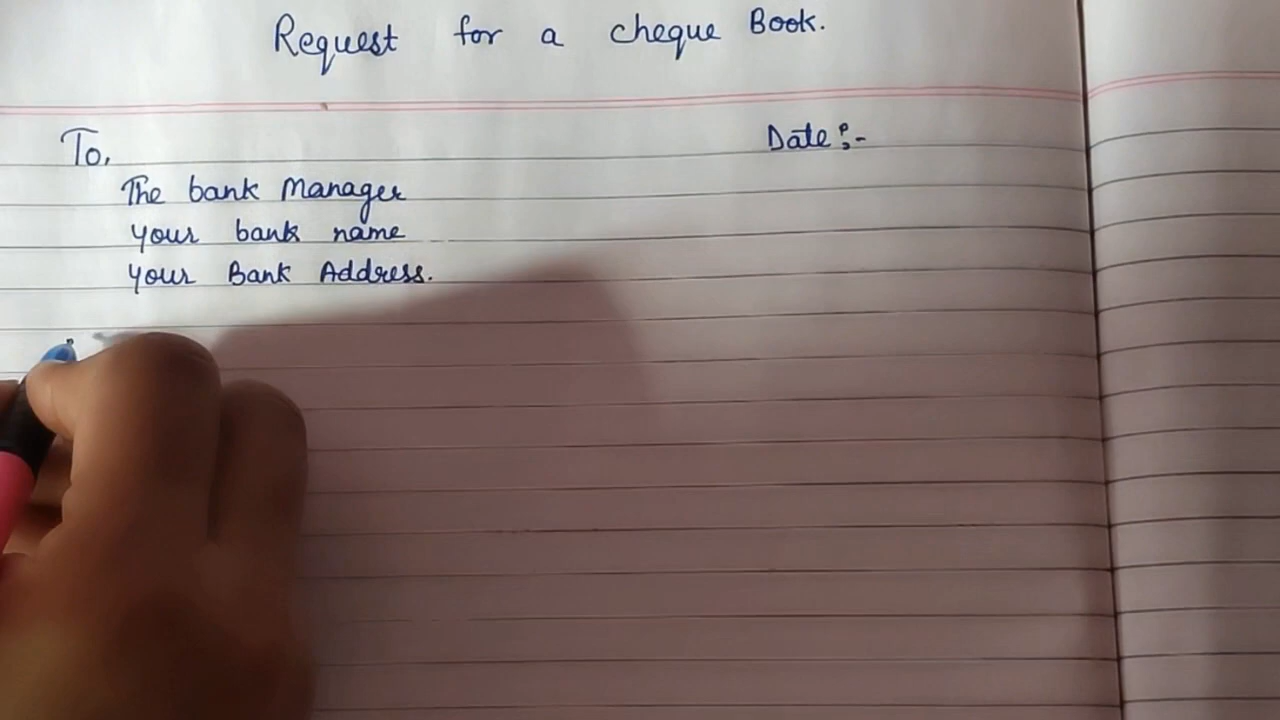 Request for a cheque Book.
To, Date :-
The bank Manager
your bank name
your Bank Address.